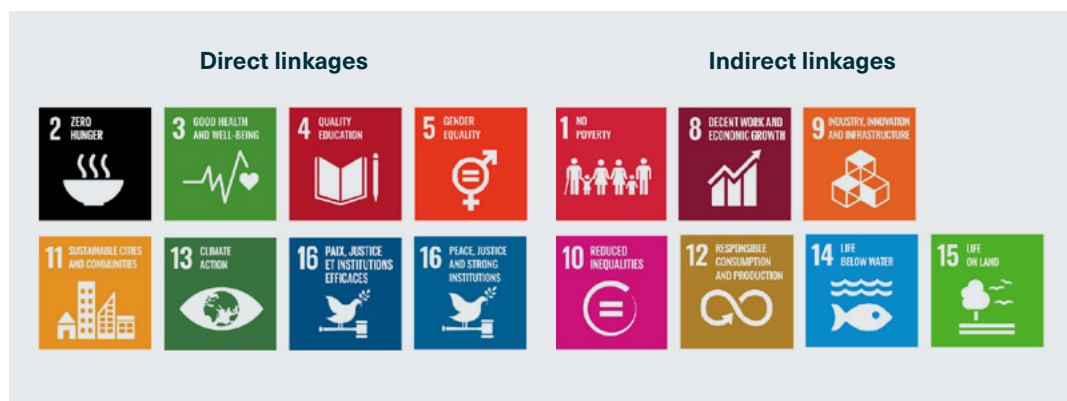 Direct linkages
Indirect linkages
2 ZERO
HUNGER
3 GOOD HEALTH
AND WELL-BEING
4 QUALITY
EDUCATION
5 GENDER
EQUALITY
1 NO
POVERTY
8 DECENT WORK AND
ECONOMIC GROWTH
9 INDUSTRY, INNOVATION
AND INFRASTRUCTURE
11 SUSTAINABLE CITIES
AND COMMUNITIES
13 CLIMATE
ACTION
16 PAIX, JUSTICE
ET INSTITUTIONS
EFFICACES
16 PEACE, JUSTICE
AND STRONG
INSTITUTIONS
10 REDUCED
INEQUALITIES
12 RESPONSIBLE
CONSUMPTION
AND PRODUCTION
14 LIFE
BELOW WATER
15 LIFE
ON LAND